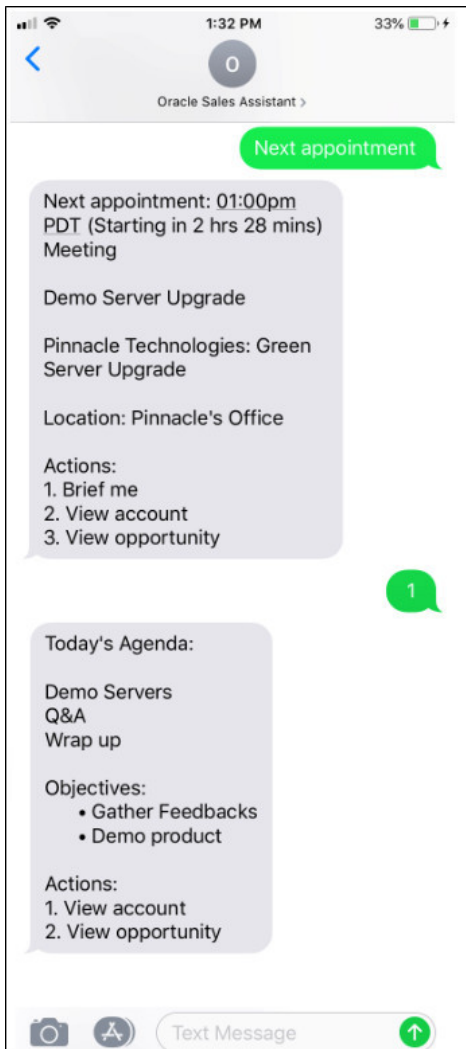 1:32 PM
33%
O
Oracle Sales Assistant >
Next appointment
Next appointment: 01:00pm
PDT (Starting in 2 hrs 28 mins)
Meeting
Demo Server Upgrade
Pinnacle Technologies: Green
Server Upgrade
Location: Pinnacle's Office
Actions:
1. Brief me
2. View account
3. View opportunity
1
Today's Agenda:
Demo Servers
Q&A
Wrap up
Objectives:
• Gather Feedbacks
• Demo product
Actions:
1. View account
2. View opportunity
Text Message